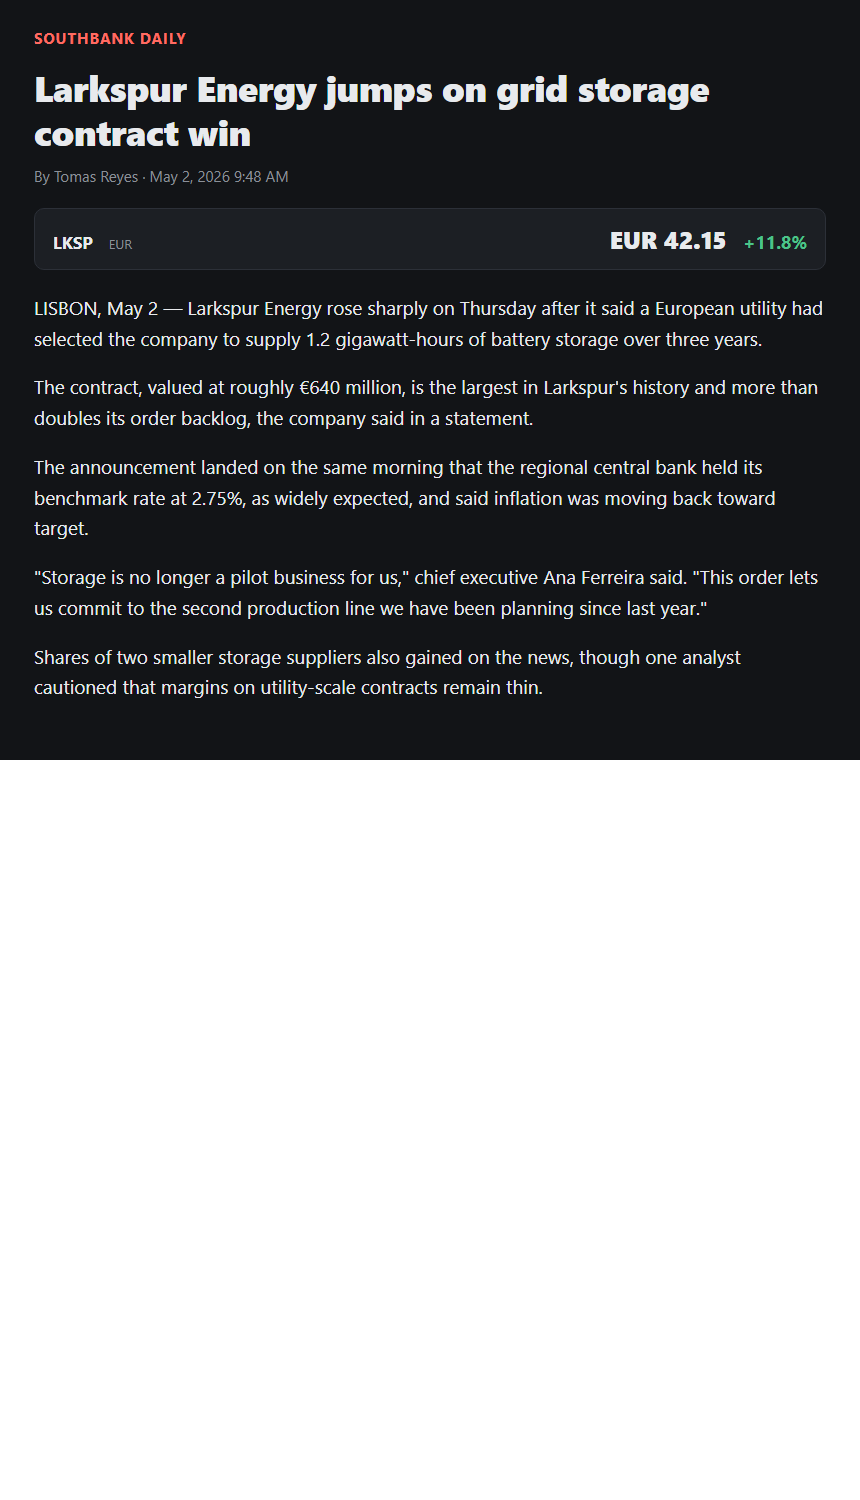 SOUTHBANK DAILY
Larkspur Energy jumps on grid storage
contract win
By Tomas Reyes · May 2, 2026 9:48 AM
LKSP EUR EUR 42.15 +11.8%
LISBON, May 2 — Larkspur Energy rose sharply on Thursday after it said a European utility had
selected the company to supply 1.2 gigawatt-hours of battery storage over three years.
The contract, valued at roughly €640 million, is the largest in Larkspur's history and more than
doubles its order backlog, the company said in a statement.
The announcement landed on the same morning that the regional central bank held its
benchmark rate at 2.75%, as widely expected, and said inflation was moving back toward
target.
"Storage is no longer a pilot business for us," chief executive Ana Ferreira said. "This order lets
us commit to the second production line we have been planning since last year."
Shares of two smaller storage suppliers also gained on the news, though one analyst
cautioned that margins on utility-scale contracts remain thin.